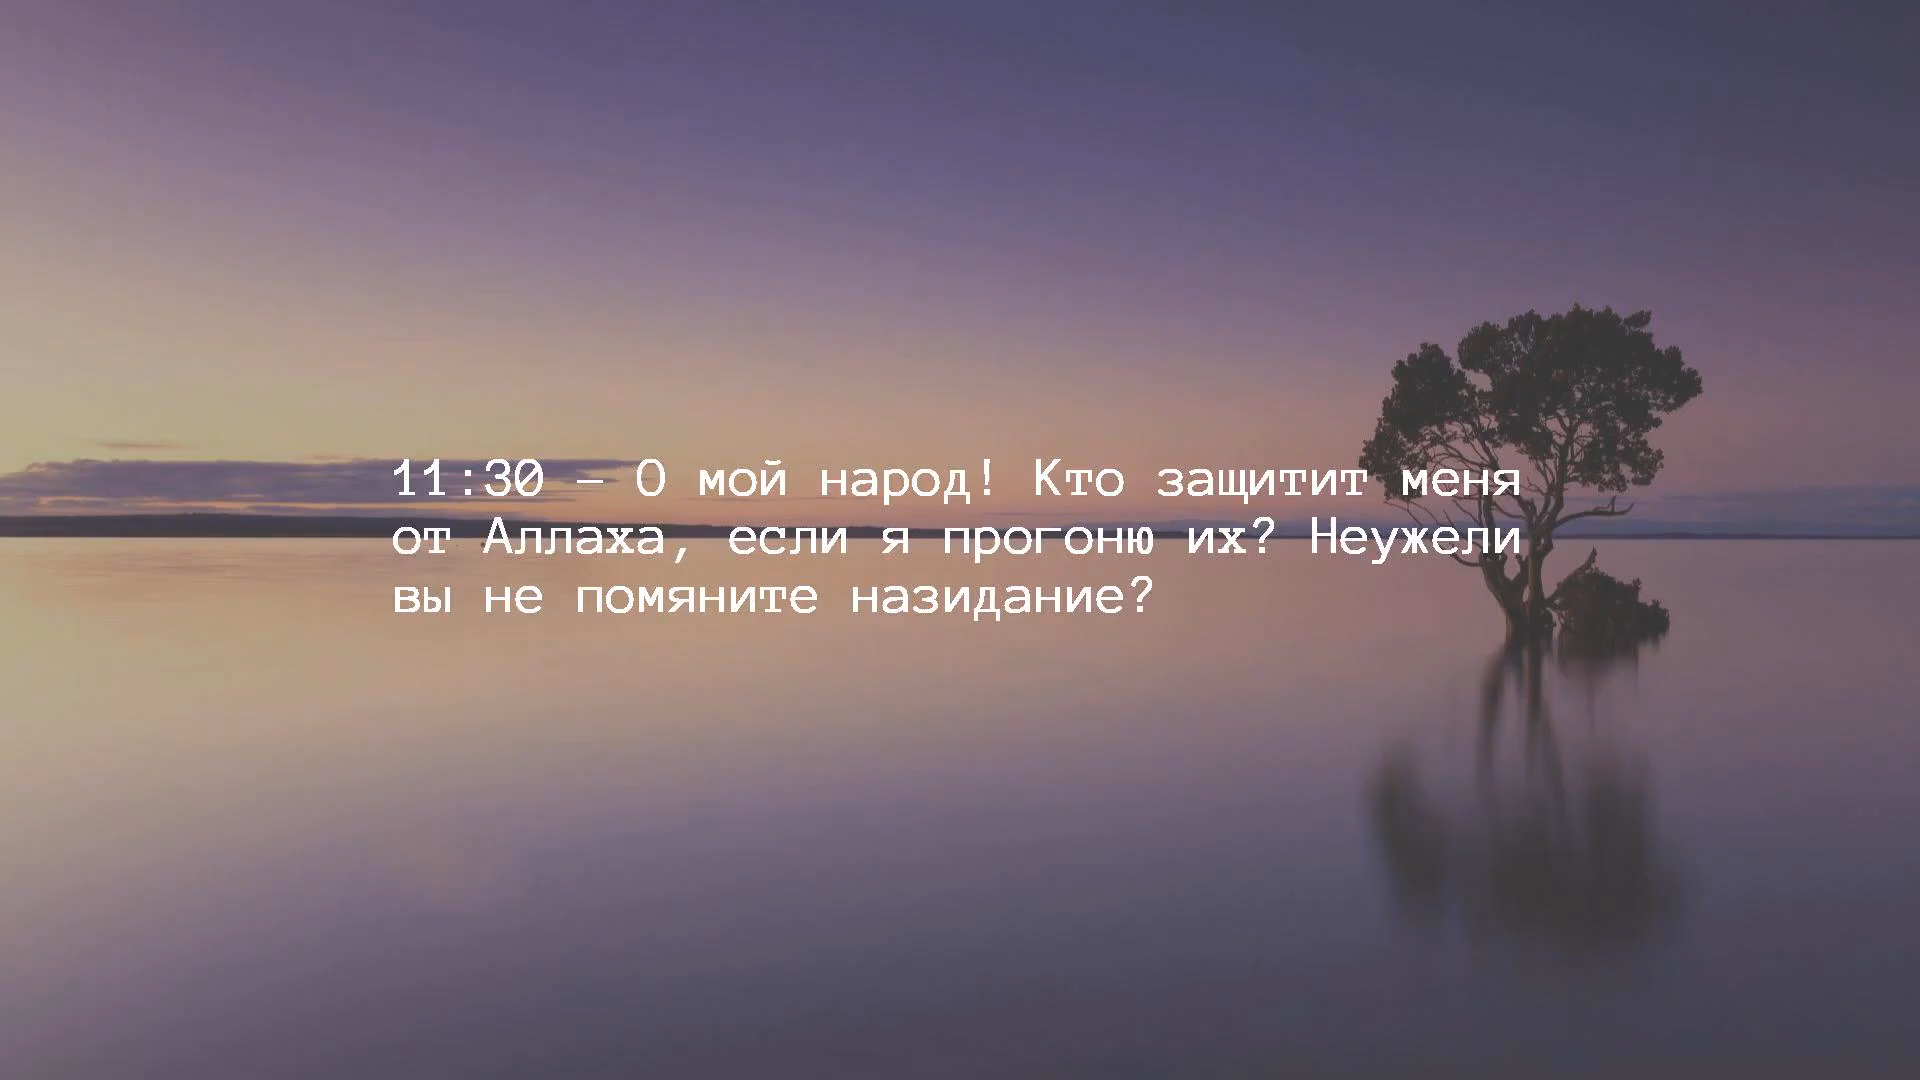 11:30 – О мой народ! Кто защитит меня
от Аллаха, если я прогоню их? Неужели
вы не помяните назидание?